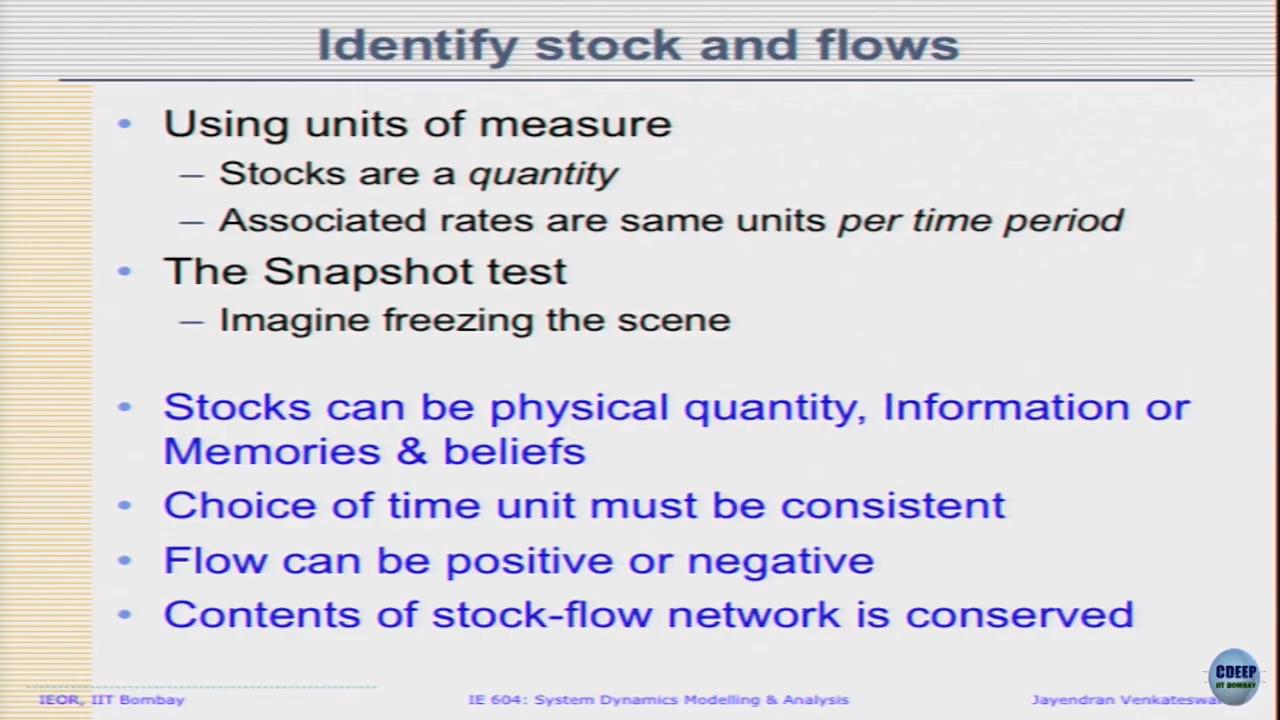 Identify stock and flows
• Using units of measure
– Stocks are a quantity
– Associated rates are same units per time period
• The Snapshot test
– Imagine freezing the scene
• Stocks can be physical quantity, Information or
Memories & beliefs
• Choice of time unit must be consistent
• Flow can be positive or negative
• Contents of stock-flow network is conserved
CDEEP
IIT BOMBAY
IEOR, IIT Bombay
IE 604: System Dynamics Modelling & Analysis
Jayendran